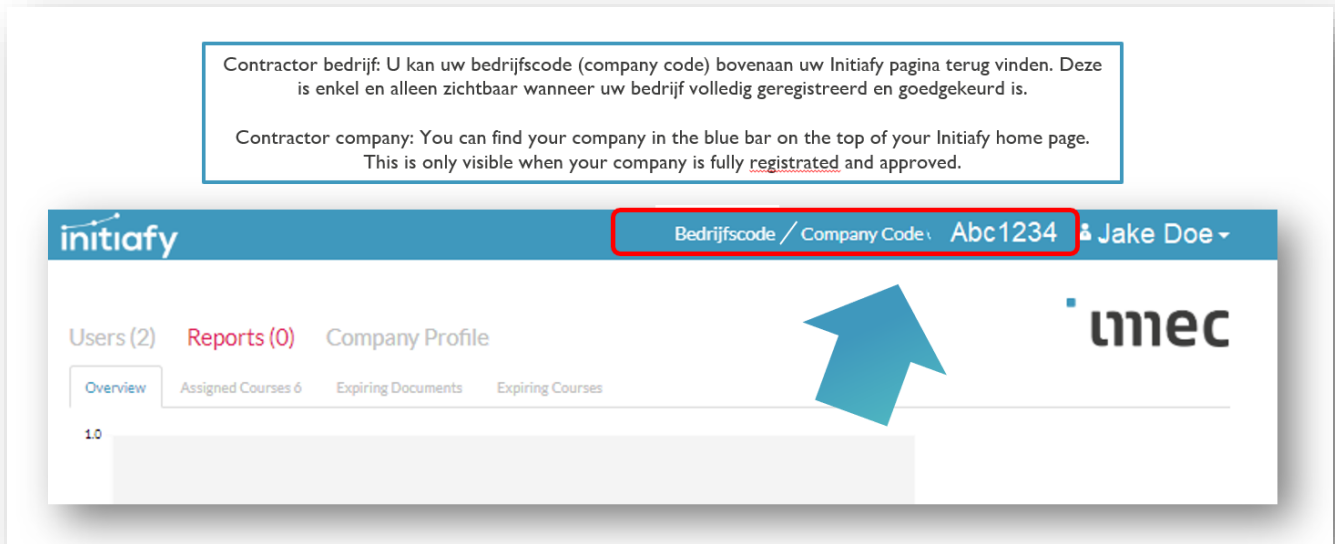 Contractor bedrijf: U kan uw bedrijfscode (company code) bovenaan uw Initiafy pagina terug vinden. Deze
is enkel en alleen zichtbaar wanneer uw bedrijf volledig geregistreerd en goedgekeurd is.
Contractor company: You can find your company in the blue bar on the top of your Initiafy home page.
This is only visible when your company is fully registrated and approved.
initiafy
Bedrijfscode / Company Code Abc1234 Jake Doe
imec
Users (2) Reports (0) Company Profile
Overview Assigned Courses 6 Expiring Documents Expiring Courses
1.0